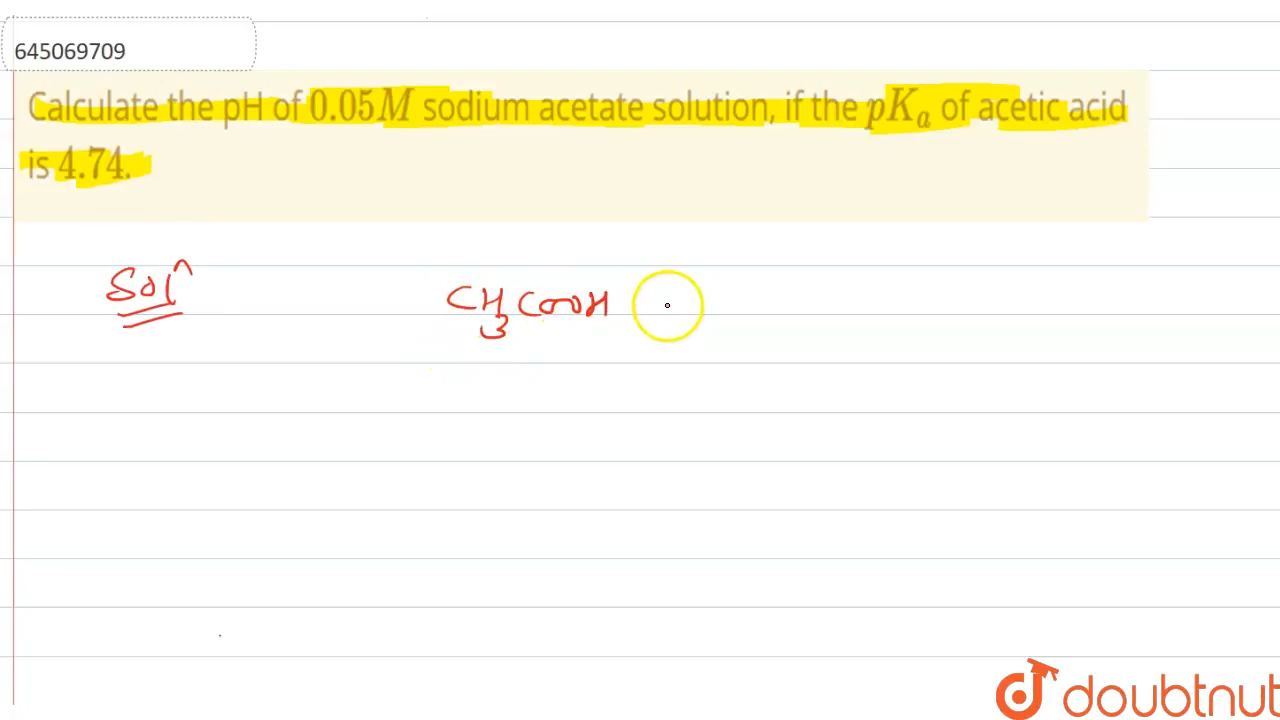 645069709
Calculate the pH of 0.05M sodium acetate solution, if the pKₐ of acetic acid
is 4.74.
Solⁿ
CH₃COOH
doubtnut